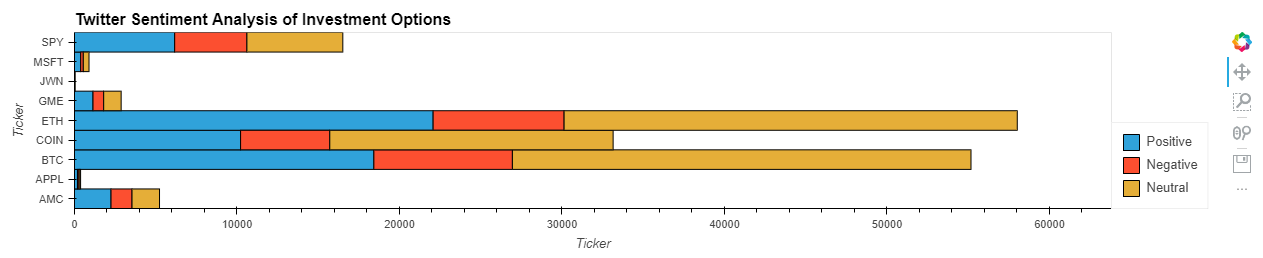 Twitter Sentiment Analysis of Investment Options
SPY
MSFT
JWN
GME
ETH
COIN
BTC
APPL
AMC
Ticker
0 10000 20000 30000 40000 50000 60000
Ticker
Positive
Negative
Neutral